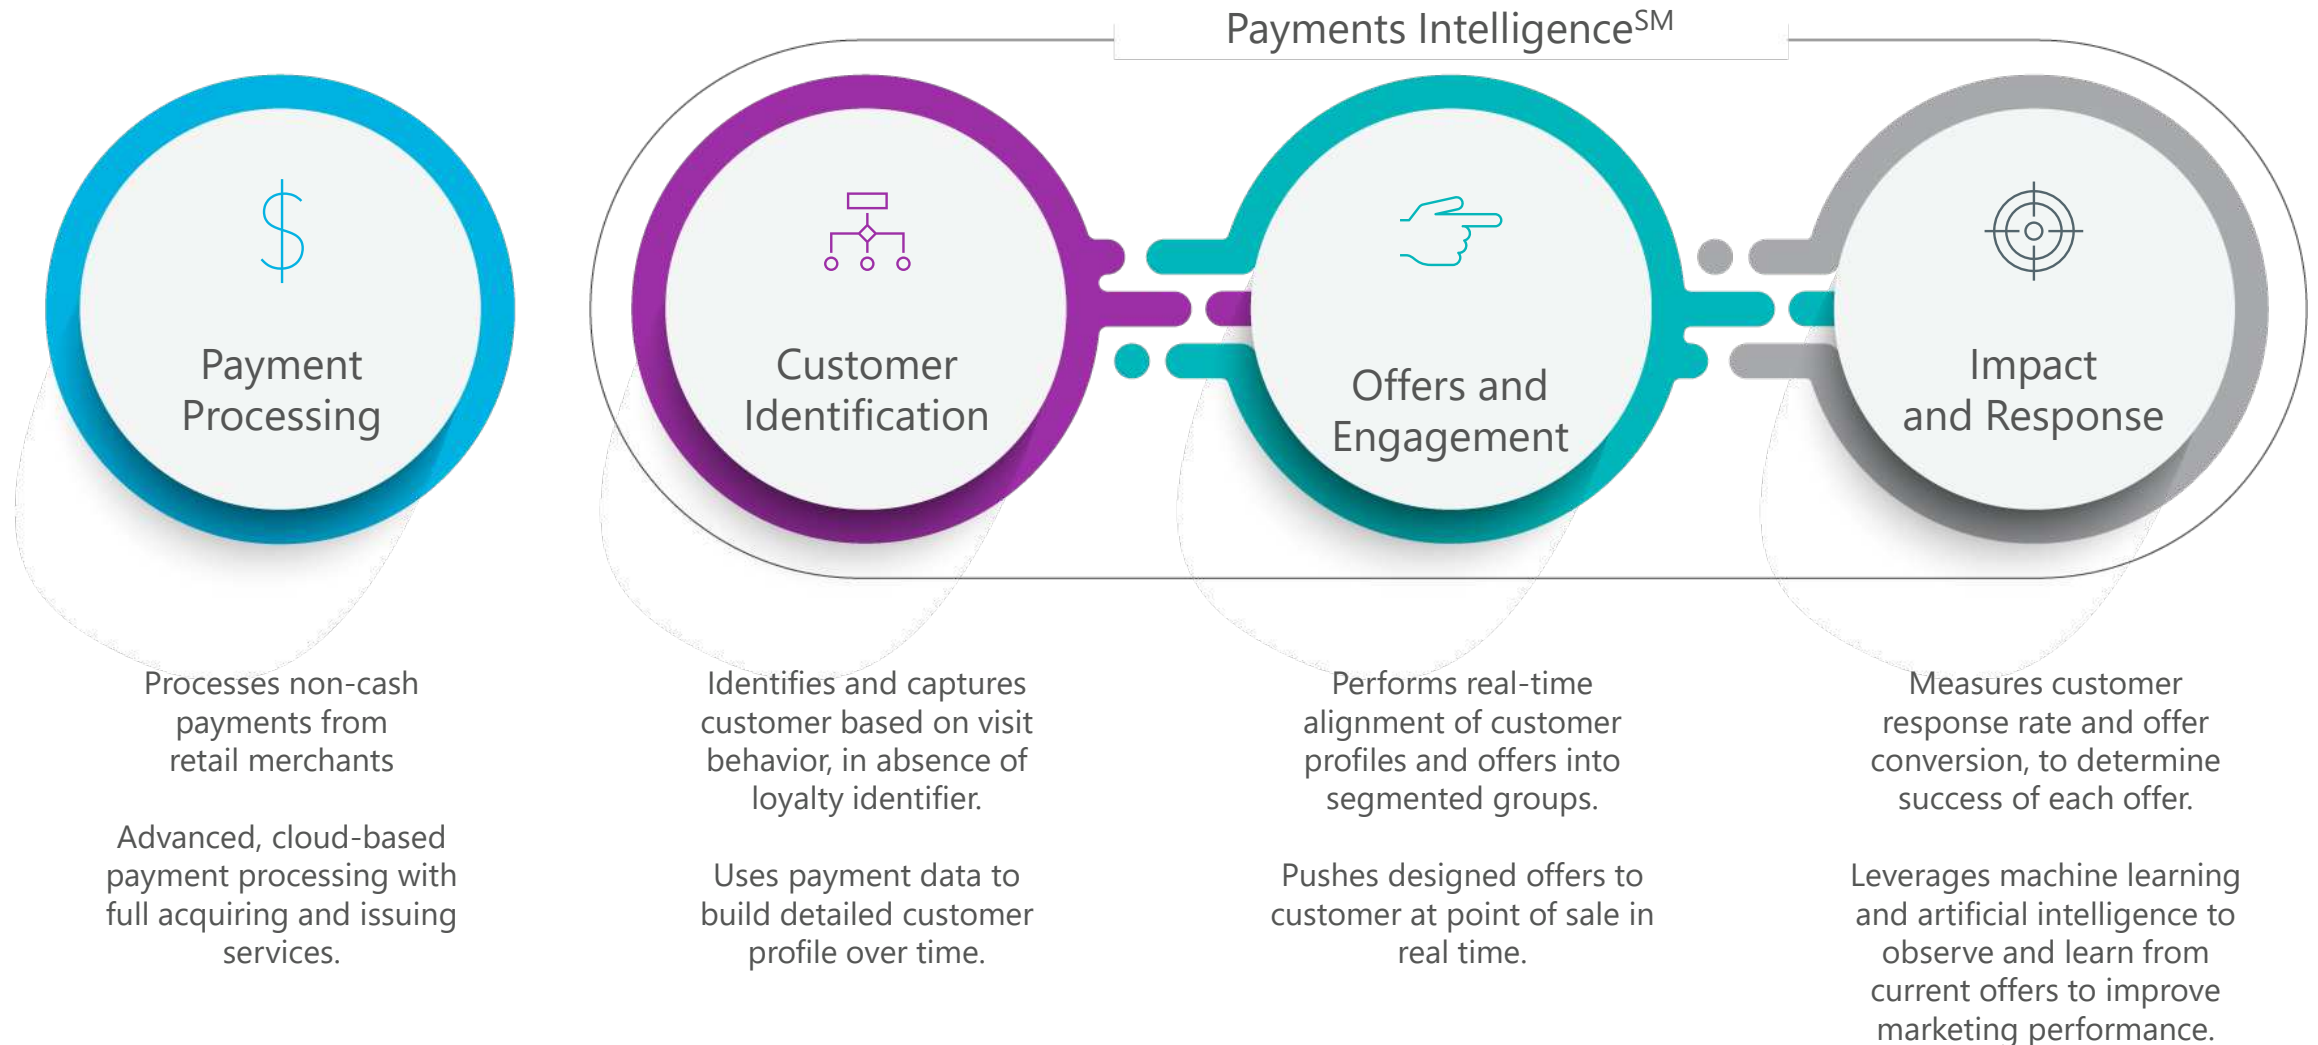 Payments Intelligence℠
Payment
Processing
Customer
Identification
Offers and
Engagement
Impact
and Response
Processes non-cash
payments from
retail merchants
Advanced, cloud-based
payment processing with
full acquiring and issuing
services.
Identifies and captures
customer based on visit
behavior, in absence of
loyalty identifier.
Uses payment data to
build detailed customer
profile over time.
Performs real-time
alignment of customer
profiles and offers into
segmented groups.
Pushes designed offers to
customer at point of sale in
real time.
Measures customer
response rate and offer
conversion, to determine
success of each offer.
Leverages machine learning
and artificial intelligence to
observe and learn from
current offers to improve
marketing performance.